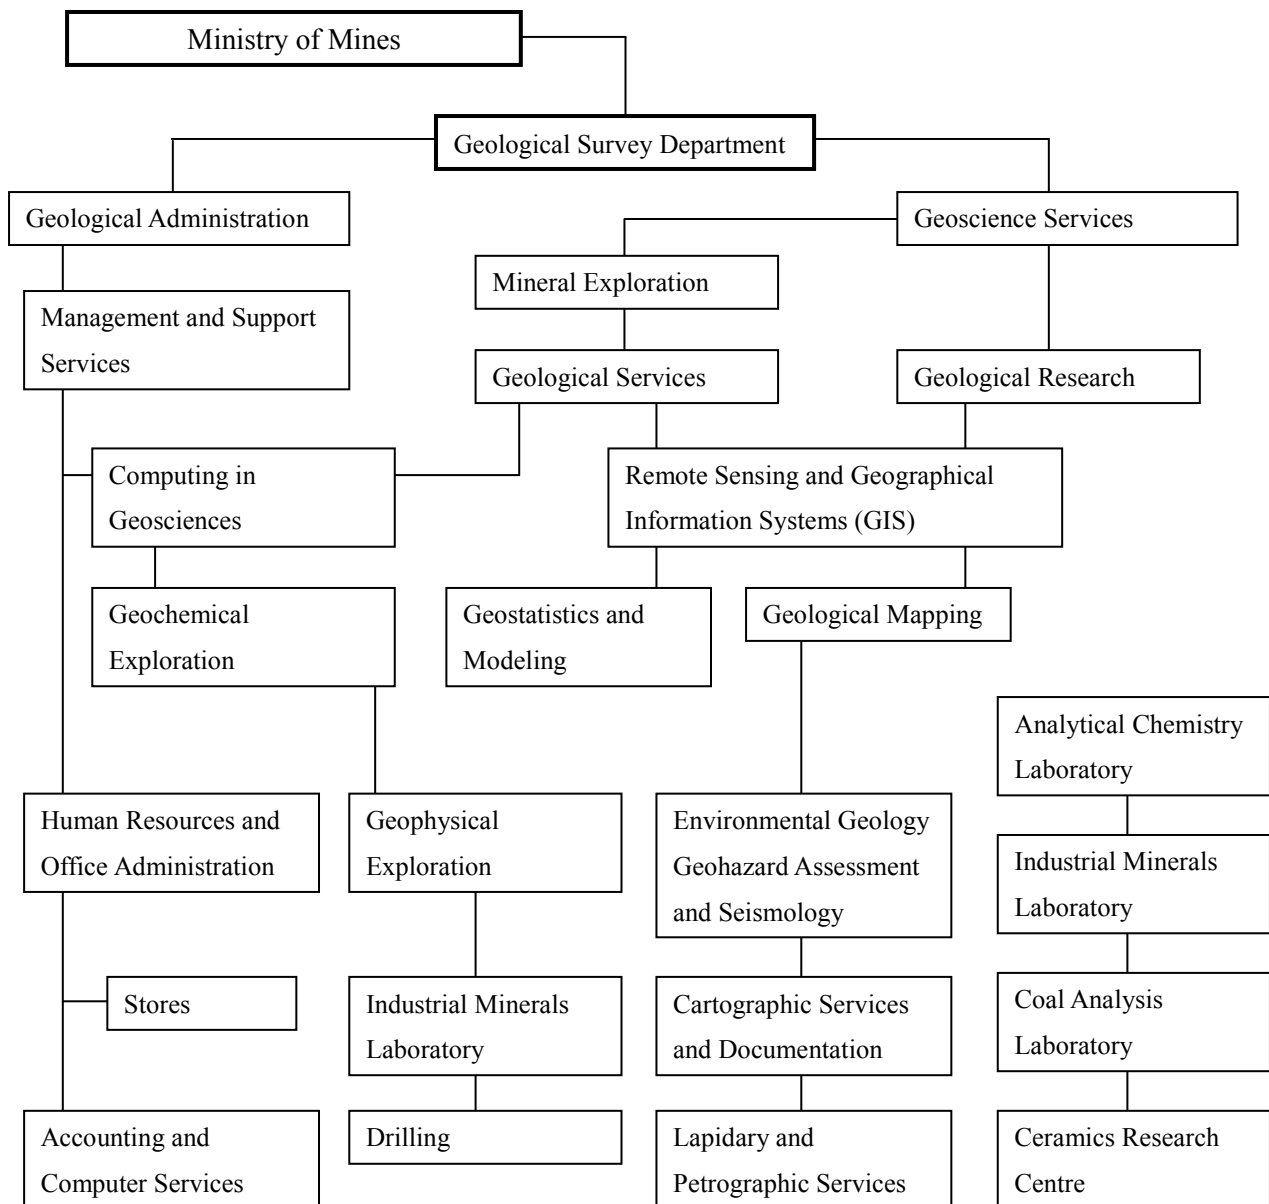 Ministry of Mines
Geological Survey Department
Geological Administration
Geoscience Services
Mineral Exploration
Management and Support
Services
Geological Services
Geological Research
Computing in
Geosciences
Remote Sensing and Geographical
Information Systems (GIS)
Geochemical
Exploration
Geostatistics and
Modeling
Geological Mapping
Analytical Chemistry
Laboratory
Human Resources and
Office Administration
Geophysical
Exploration
Environmental Geology
Geohazard Assessment
and Seismology
Industrial Minerals
Laboratory
Stores
Industrial Minerals
Laboratory
Cartographic Services
and Documentation
Coal Analysis
Laboratory
Accounting and
Computer Services
Drilling
Lapidary and
Petrographic Services
Ceramics Research
Centre